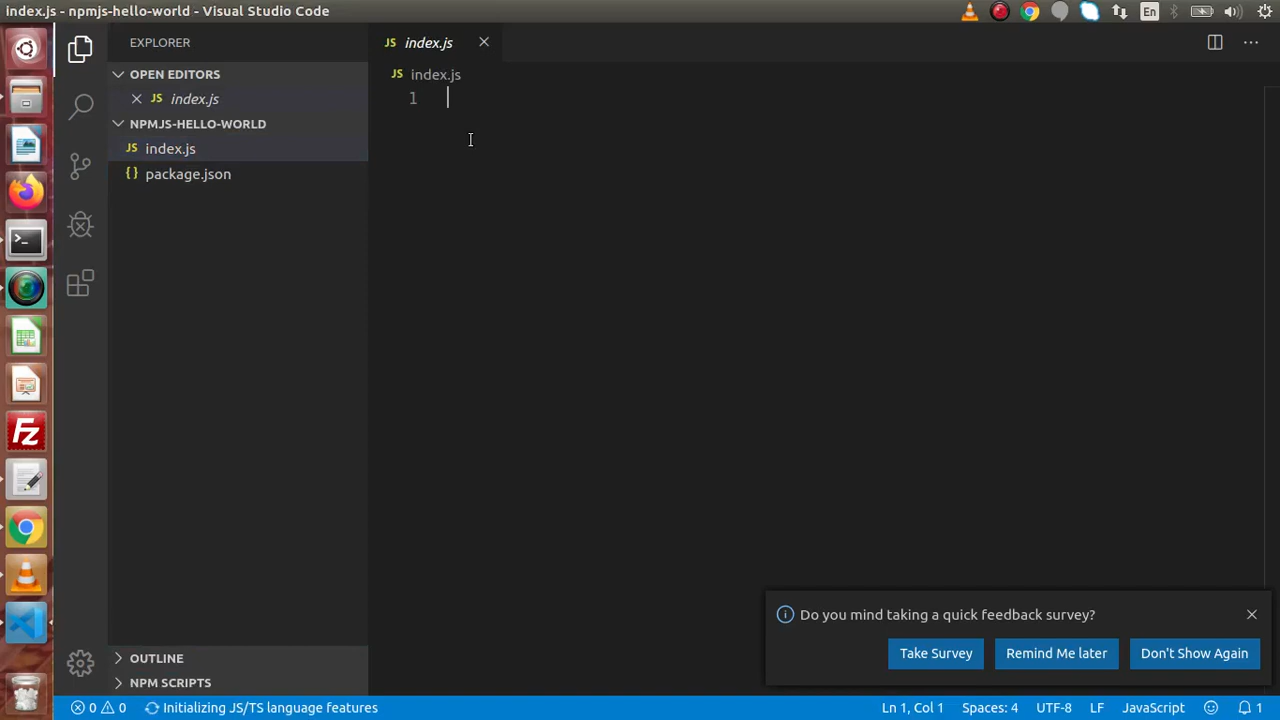 index.js - npmjs-hello-world - Visual Studio Code
En
EXPLORER
OPEN EDITORS
JS index.js
NPMJS-HELLO-WORLD
JS index.js
{ } package.json
OUTLINE
NPM SCRIPTS
JS index.js
JS index.js
1
Do you mind taking a quick feedback survey?
Take Survey
Remind Me later
Don't Show Again
0 0 Initializing JS/TS language features
Ln 1, Col 1
Spaces: 4
UTF-8
LF
JavaScript
1
Fz
>_